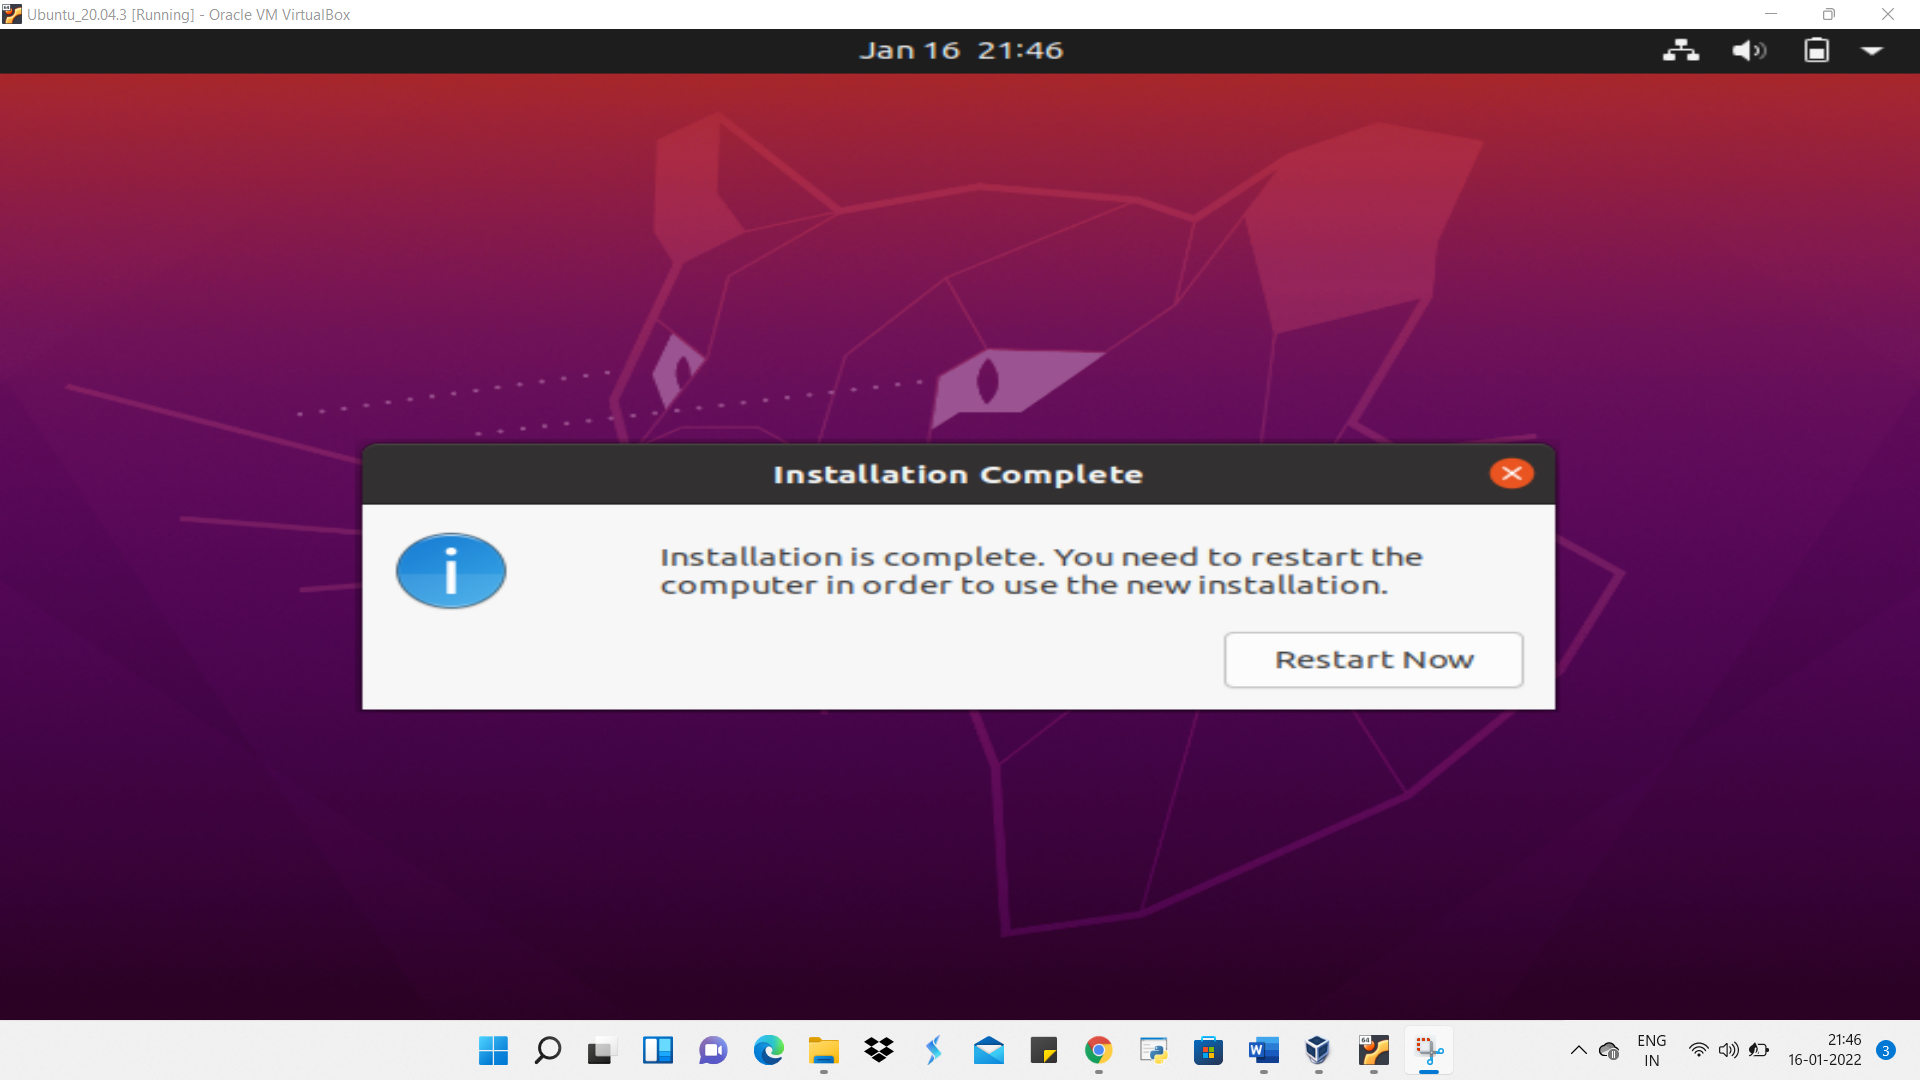 Ubuntu_20.04.3 [Running] - Oracle VM VirtualBox
Jan 16 21:46
Installation Complete
Installation is complete. You need to restart the
computer in order to use the new installation.
Restart Now
ENG
IN
21:46
16-01-2022
3